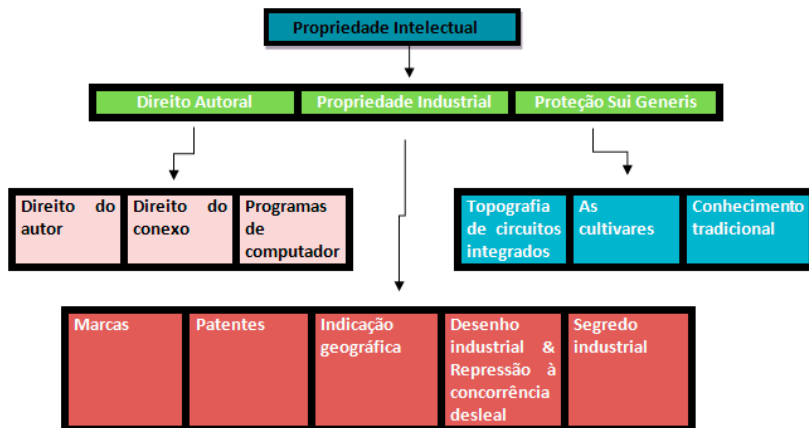 Propriedade Intelectual
Direito Autoral
Propriedade Industrial
Proteção Sui Generis
Direito do
autor
Direito do
conexo
Programas
de
computador
Topografia
de circuitos
integrados
As
cultivares
Conhecimento
tradicional
Marcas
Patentes
Indicação
geográfica
Desenho
industrial &
Repressão à
concorrência
desleal
Segredo
industrial